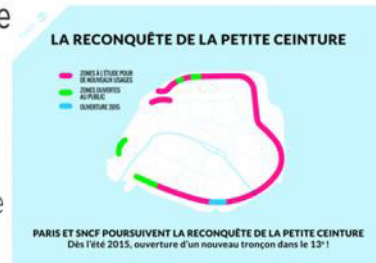 e
LA RECONQUÊTE DE LA PETITE CEINTURE
ZONES À L'ÉTUDE POUR
DE NOUVEAUX USAGES
ZONES OUVERTES
AU PUBLIC
OUVERTURE 2015
e
PARIS ET SNCF POURSUIVENT LA RECONQUÊTE DE LA PETITE CEINTURE
Dès l'été 2015, ouverture d'un nouveau tronçon dans le 13e !